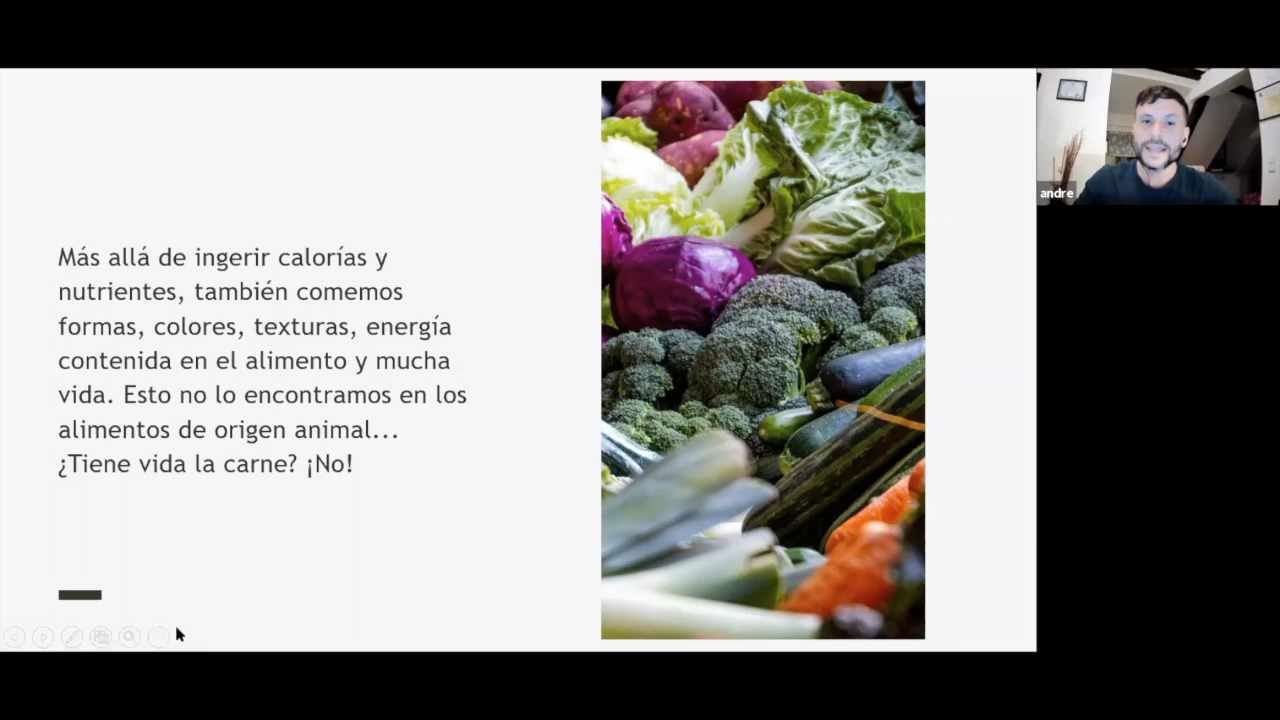 Más allá de ingerir calorías y
nutrientes, también comemos
formas, colores, texturas, energía
contenida en el alimento y mucha
vida. Esto no lo encontramos en los
alimentos de origen animal...
¿Tiene vida la carne? ¡No!
andre